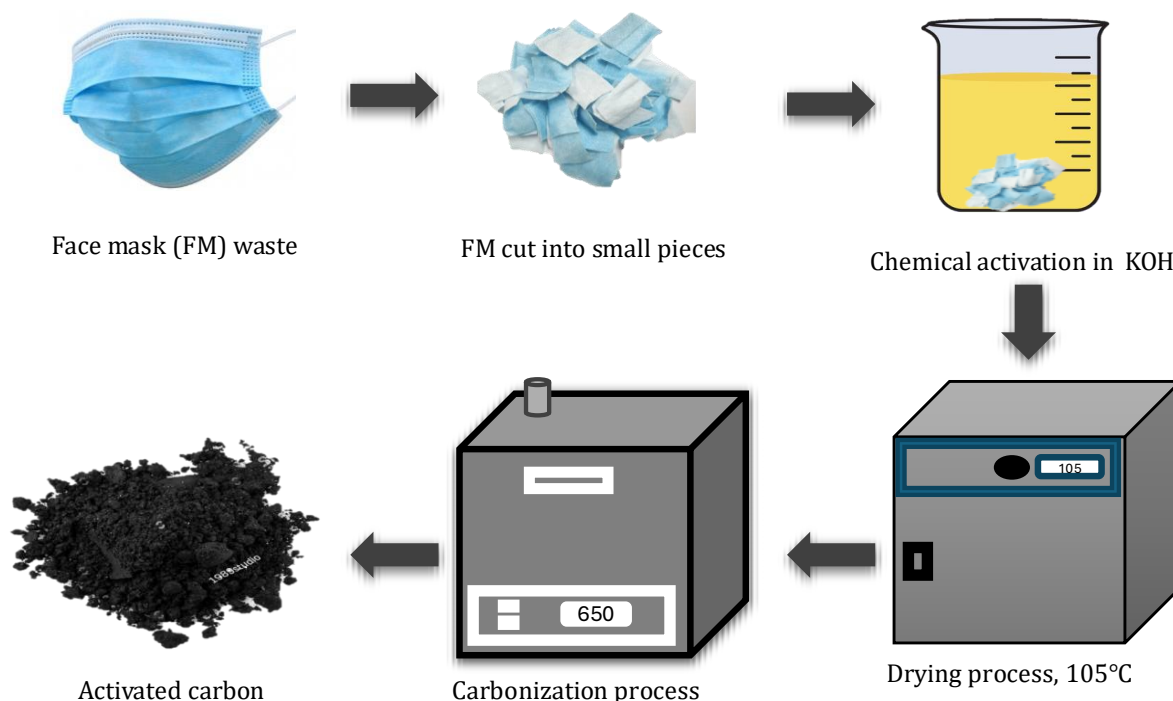 Face mask (FM) waste
FM cut into small pieces
Chemical activation in KOH
105
Drying process, 105°C
650
Carbonization process
1989studio
Activated carbon